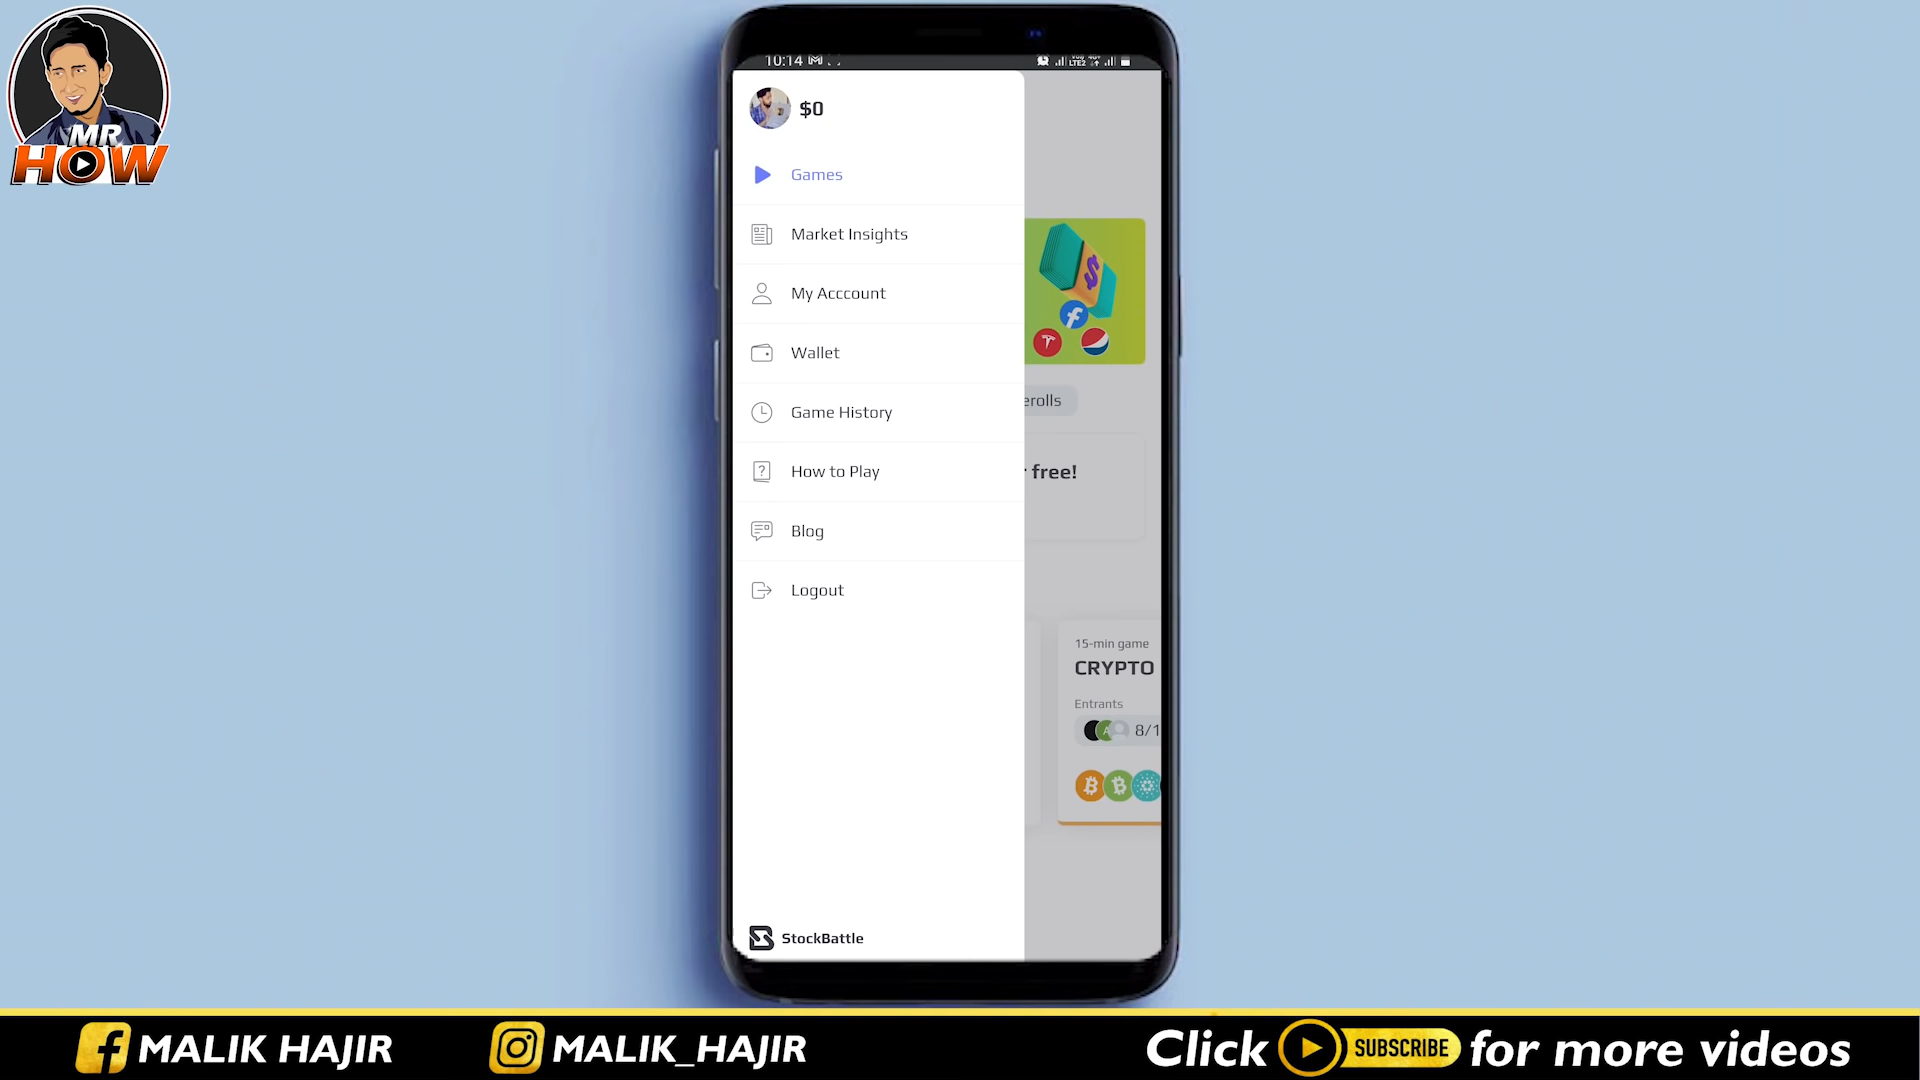 MR
HOW
10:14
LTE2
$0
Games
Market Insights
My Acccount
Wallet
Game History
How to Play
Blog
Logout
StockBattle
erolls
free!
15-min game
CRYPTO
Entrants
8/1
MALIK HAJIR
MALIK_HAJIR
Click SUBSCRIBE for more videos